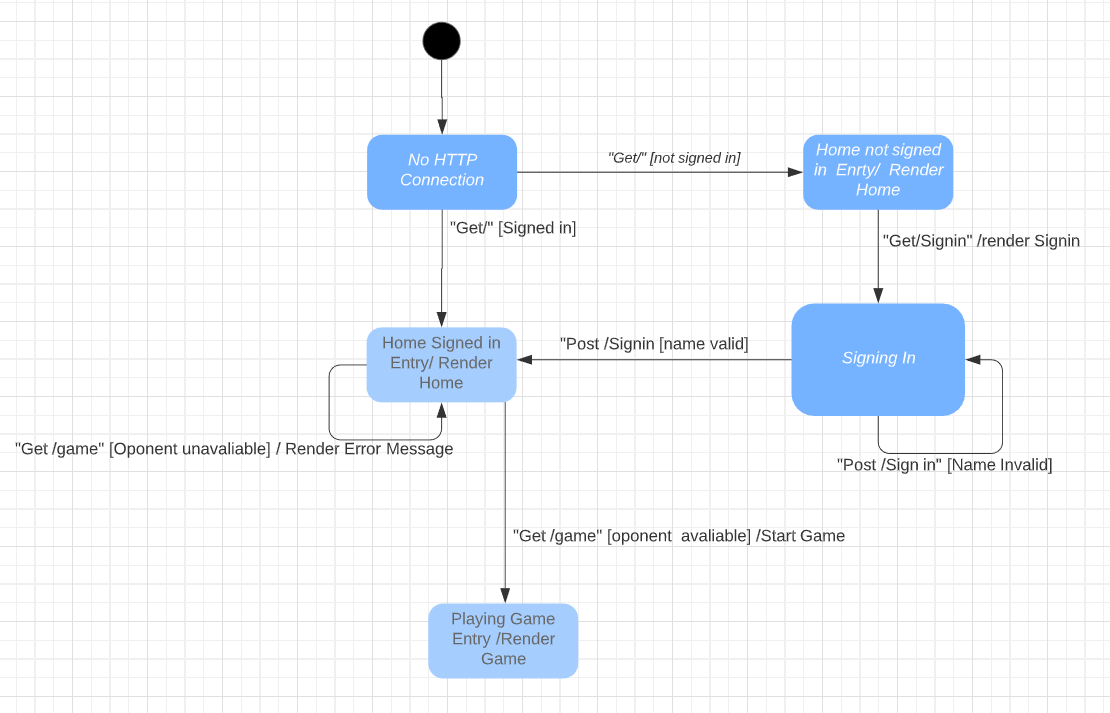 No HTTP
Connection
"Get/" [not signed in]
Home not signed
in Enrty/ Render
Home
"Get/" [Signed in]
"Get/Signin" /render Signin
Home Signed in
Entry/ Render
Home
"Post /Signin [name valid]
Signing In
"Get /game" [Oponent unavaliable] / Render Error Message
"Post /Sign in" [Name Invalid]
"Get /game" [oponent  avaliable] /Start Game
Playing Game
Entry /Render
Game